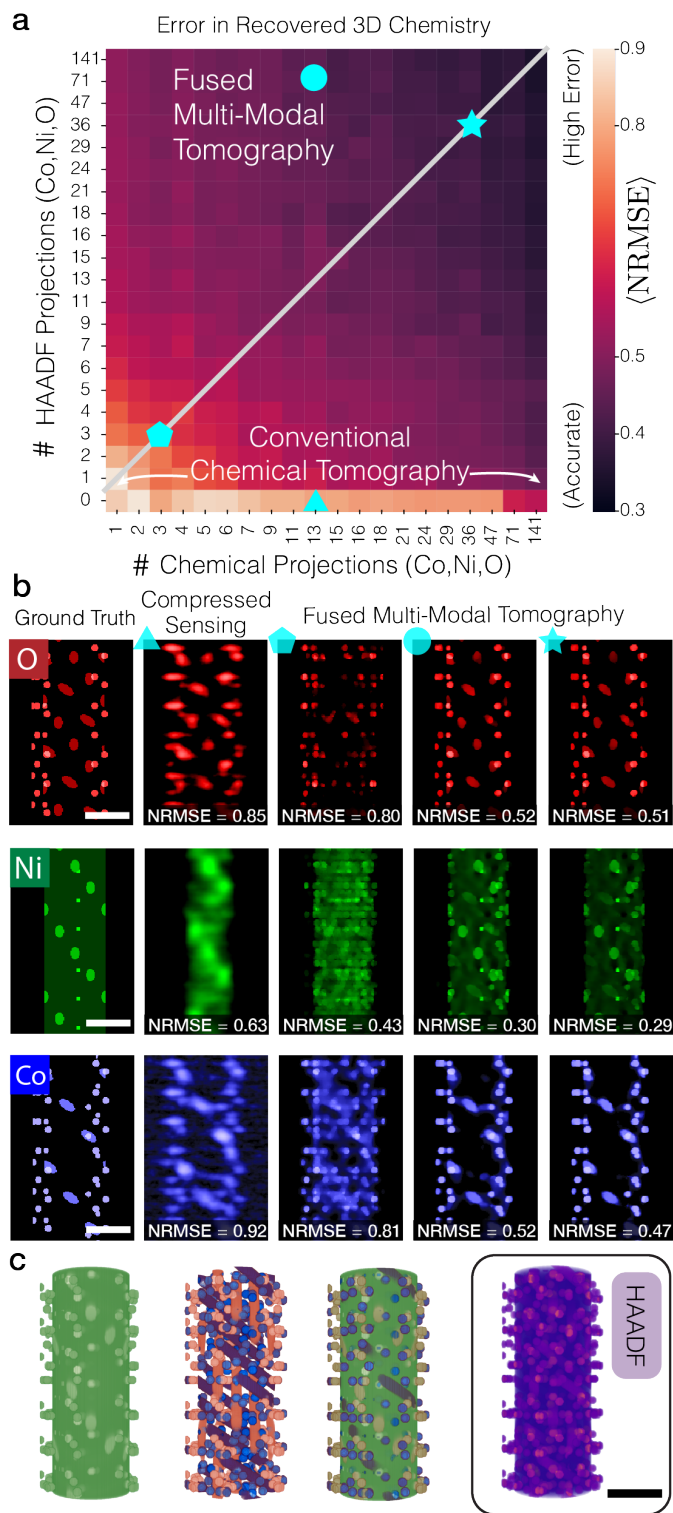 a
Error in Recovered 3D Chemistry
# HAADF Projections (Co,Ni,O)
141
71
47
36
29
24
21
18
16
15
13
11
9
7
6
5
4
3
2
1
0
Fused
Multi-Modal
Tomography
Conventional
Chemical Tomography
1
2
3
4
5
6
7
9
11
13
15
16
18
21
24
29
36
47
71
141
# Chemical Projections (Co,Ni,O)
0.9
0.8
0.5
0.4
0.3
(High Error)
(Accurate)
⟨NRMSE⟩
b
Ground Truth
Compressed
Sensing
Fused Multi-Modal Tomography
O
NRMSE = 0.85
NRMSE = 0.80
NRMSE = 0.52
NRMSE = 0.51
Ni
NRMSE = 0.63
NRMSE = 0.43
NRMSE = 0.30
NRMSE = 0.29
Co
NRMSE = 0.92
NRMSE = 0.81
NRMSE = 0.52
NRMSE = 0.47
c
HAADF